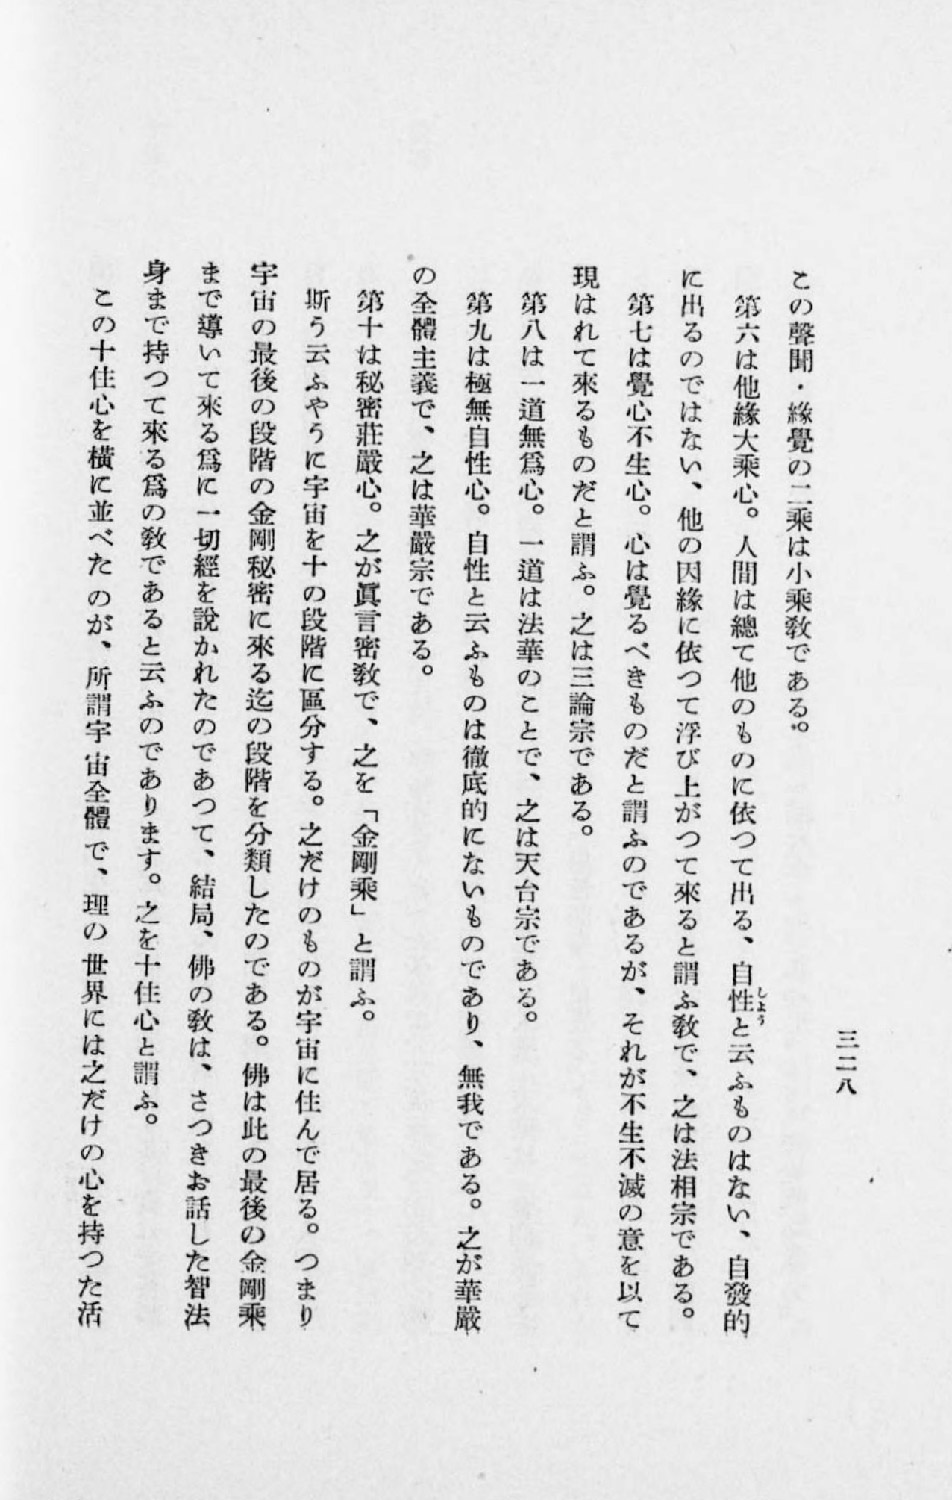 三二八
この聲聞・緣覺の二乘は小乘敎である。
第六は他緣大乘心。人間は總て他のものに依つて出る、自性しようと云ふものはない、自發的
に出るのではない、他の因緣に依つて浮び上がつて來ると謂ふ敎で、之は法相宗である。
第七は覺心不生心。心は覺るべきものだと謂ふのであるが、それが不生不滅の意を以て
現はれて來るものだと謂ふ。之は三論宗である。
第八は一道無爲心。一道は法華のことで、之は天台宗である。
第九は極無自性心。自性と云ふものは徹底的にないものであり、無我である。之が華嚴
の全體主義で、之は華嚴宗である。
第十は秘密莊嚴心。之が眞言密敎で、之を「金剛乘」と謂ふ。
斯う云ふやうに宇宙を十の段階に區分する。之だけのものが宇宙に住んで居る。つまり
宇宙の最後の段階の金剛秘密に來る迄の段階を分類したのである。佛は此の最後の金剛乘
まで導いて來る爲に一切經を說かれたのであつて、結局、佛の敎は、さつきお話した智法
身まで持つて來る爲の敎であると云ふのであります。之を十住心と謂ふ。
この十住心を橫に並べたのが、所謂宇宙全體で、理の世界には之だけの心を持つた活